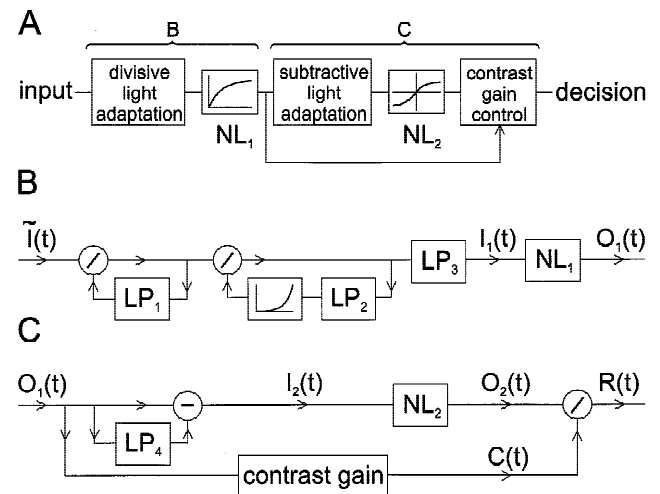 A
B
C
input
divisive
light
adaptation
NL1
subtractive
light
adaptation
NL2
contrast
gain
control
decision
B
Ĩ(t)
LP1
LP2
LP3
I1(t)
NL1
O1(t)
C
O1(t)
LP4
I2(t)
NL2
O2(t)
R(t)
contrast gain
C(t)